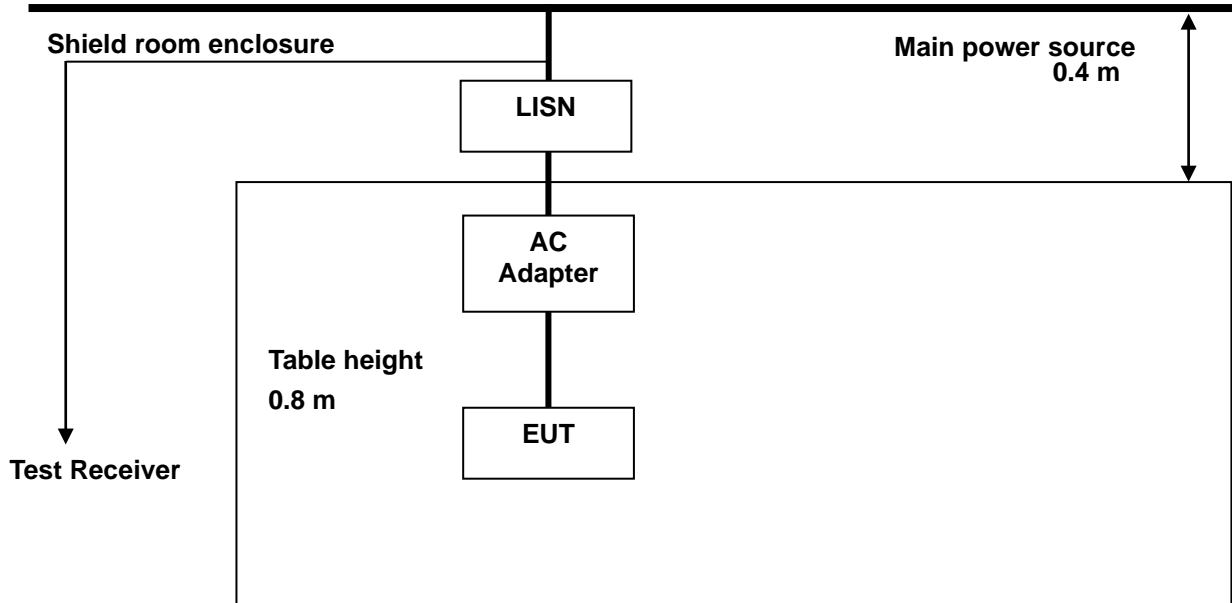 Shield room enclosure
Main power source
0.4 m
LISN
AC
Adapter
Table height
0.8 m
EUT
Test Receiver